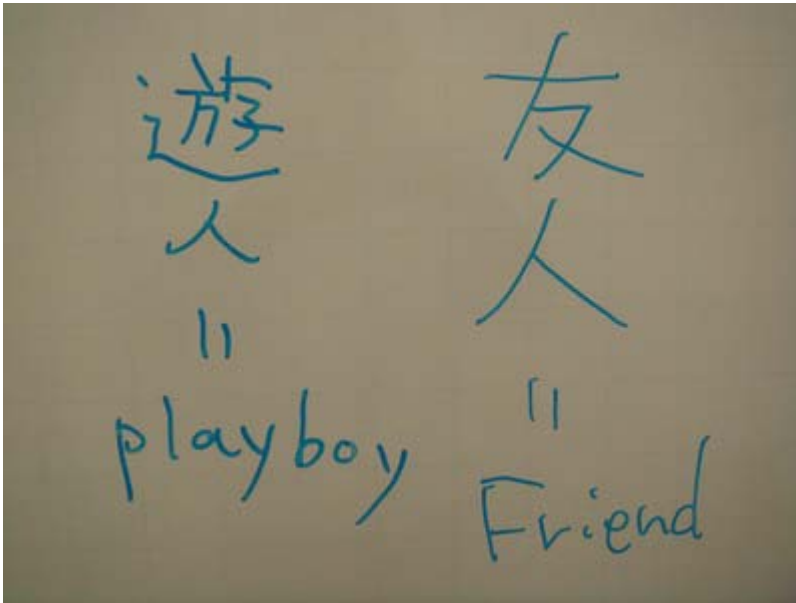 友人
=
Friend
遊人
=
playboy